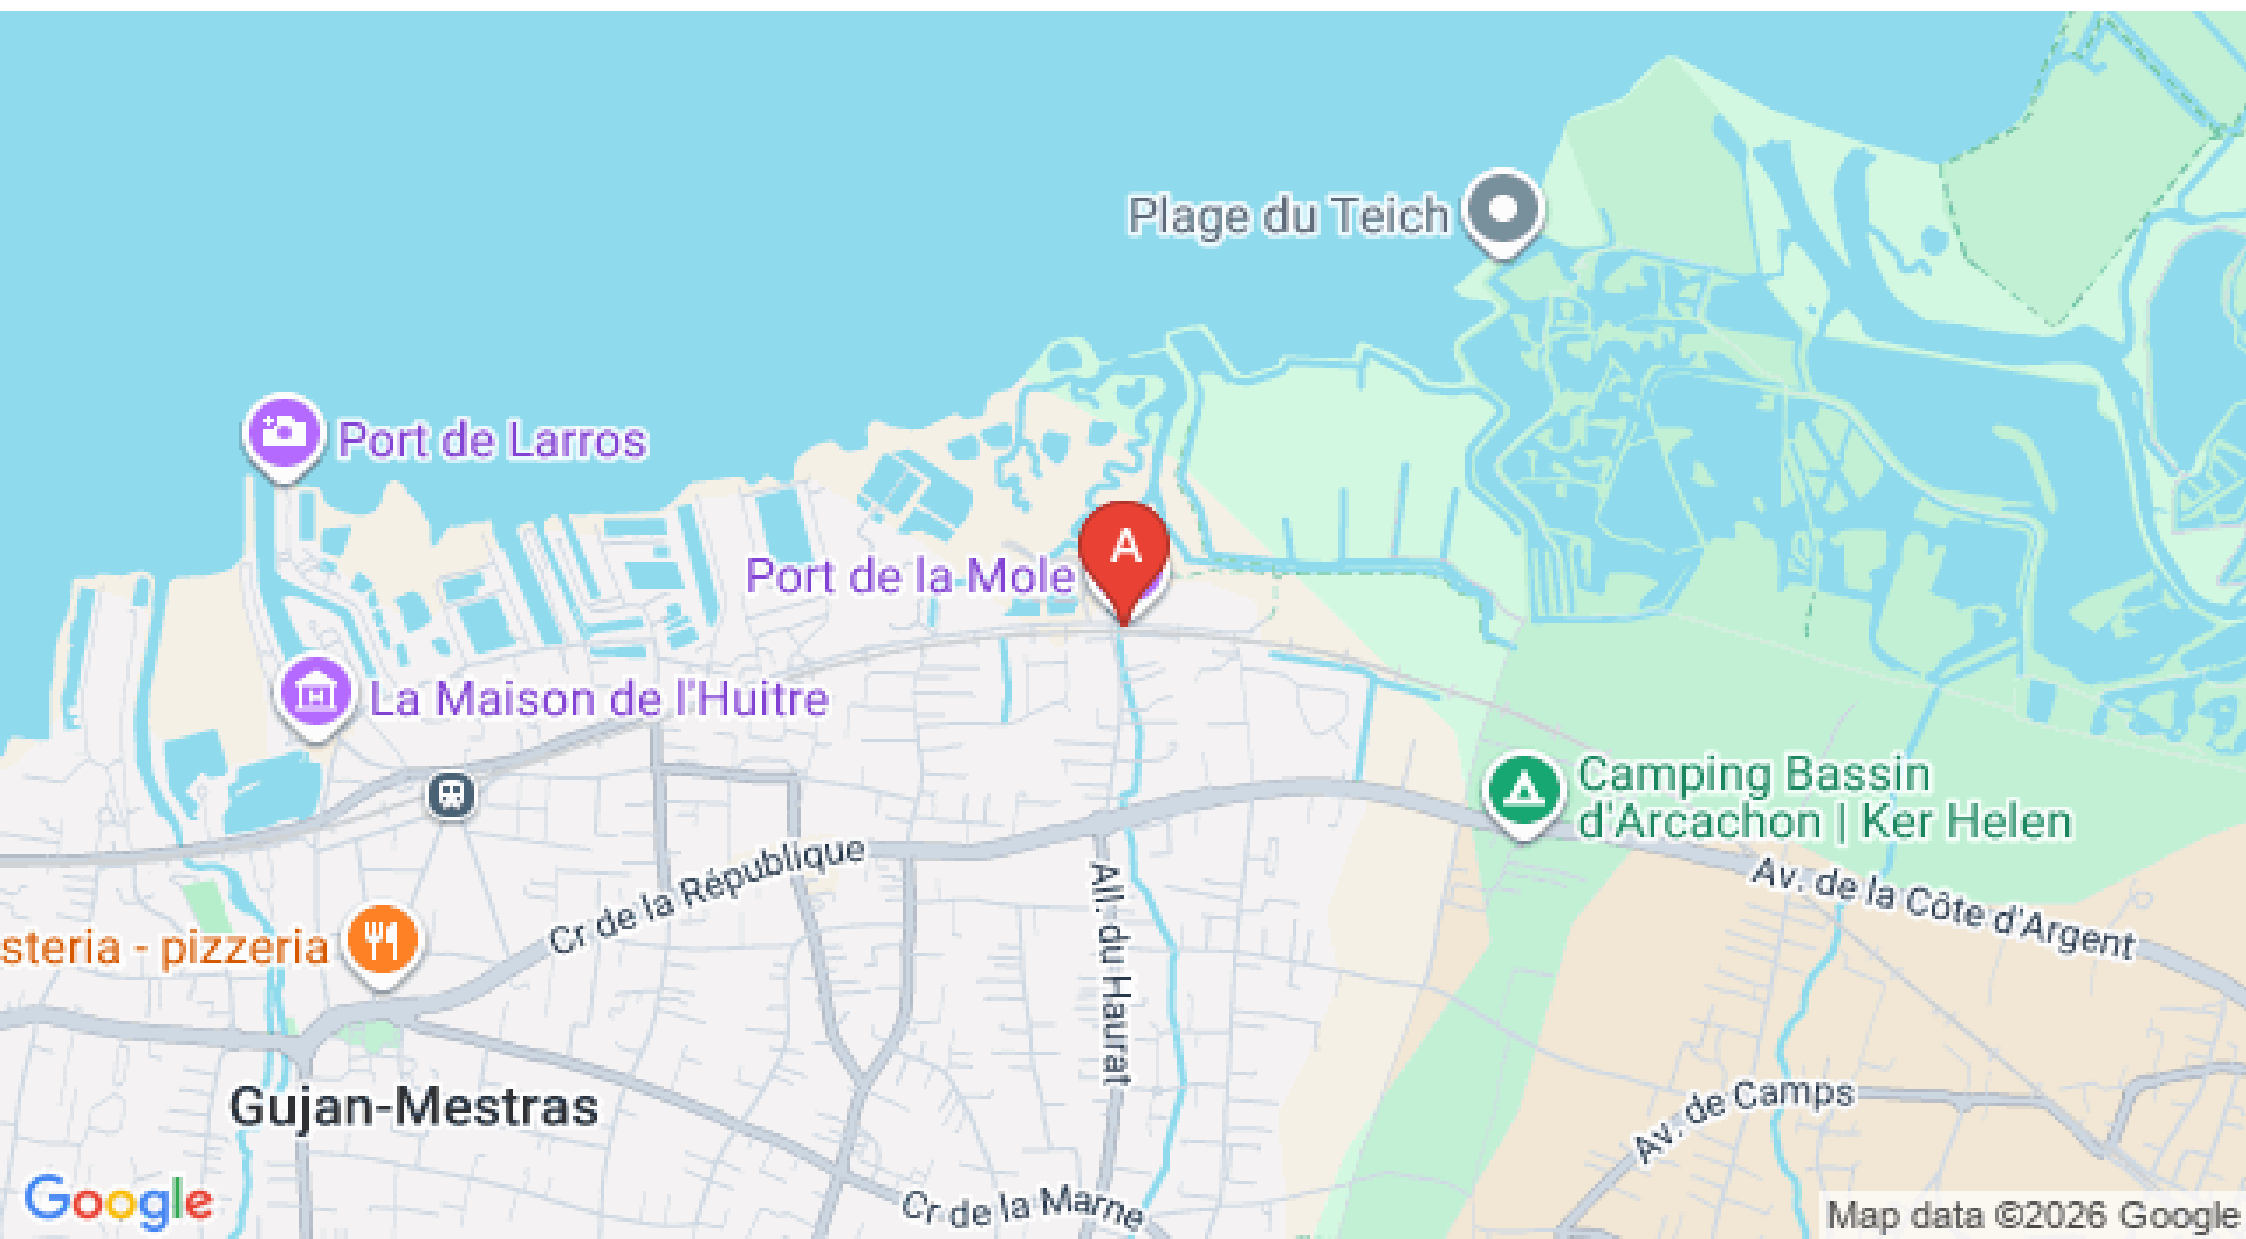 Plage du Teich
Port de Larros
A
Port de la Mole
La Maison de l'Huitre
Camping Bassin
d'Arcachon | Ker Helen
Cr de la République
Av. de la Côte d'Argent
All. du Haurat
steria - pizzeria
Gujan-Mestras
Av. de Camps
Cr de la Marne
Google
Map data ©2026 Google